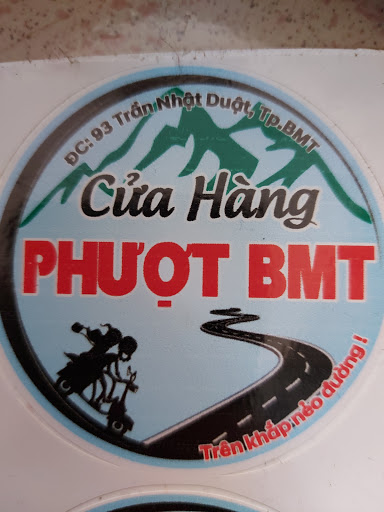 ĐC: 93 Trần Nhật Duật, Tp.BMT
Cửa Hàng
PHƯỢT BMT
Trên khắp nẻo đường!